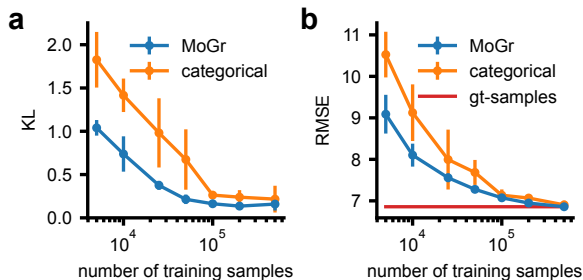 a
b
MoGr
categorical
KL
2.0
1.5
1.0
0.5
0.0
10^4
10^5
number of training samples
MoGr
categorical
gt-samples
RMSE
11
10
9
8
7
10^4
10^5
number of training samples